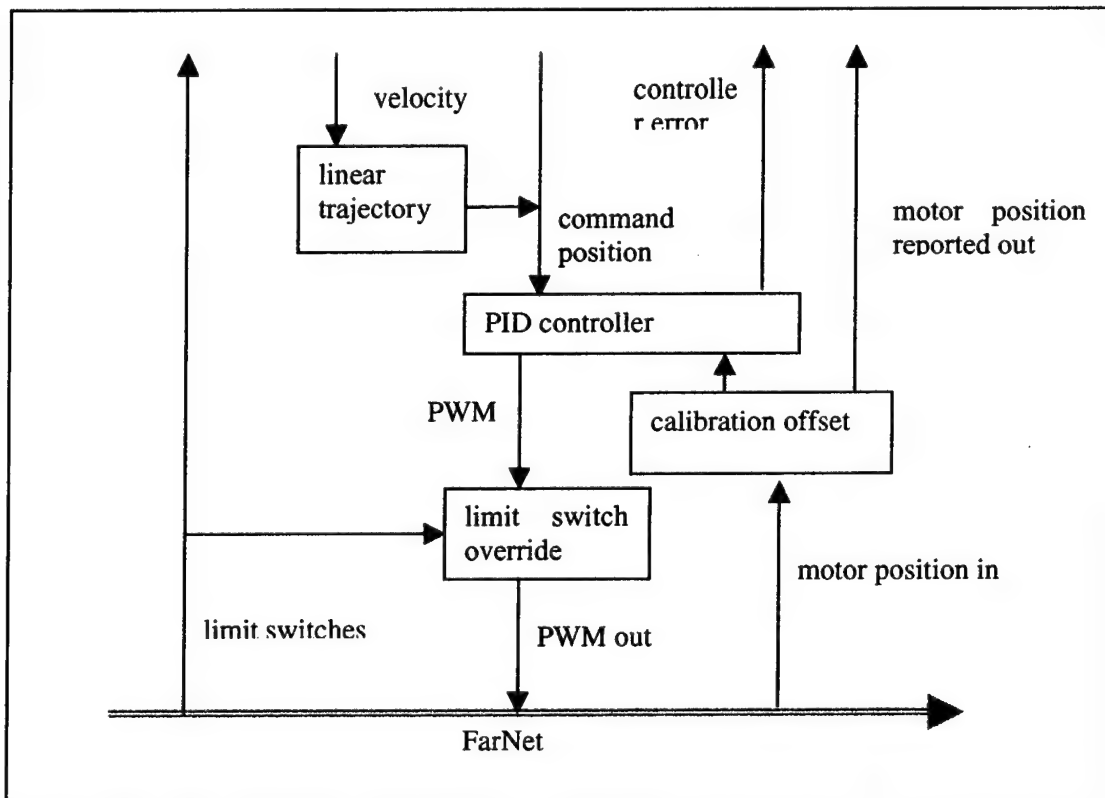 velocity
controlle
r error
linear
trajectory
command
position
motor position
reported out
PID controller
PWM
calibration offset
limit switch
override
motor position in
limit switches
PWM out
FarNet